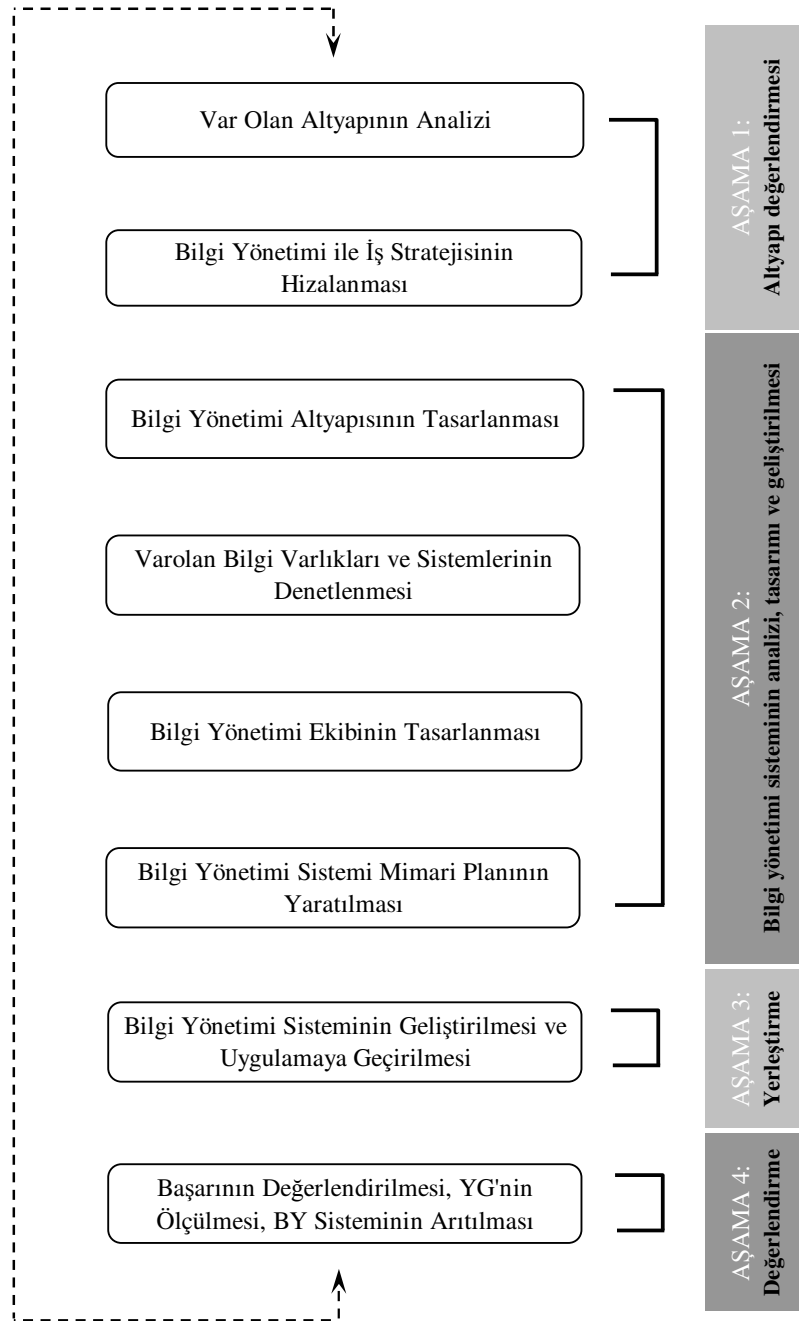 Var Olan Altyapının Analizi
Bilgi Yönetimi ile İş Stratejisinin
Hizalanması
AŞAMA 1:
Altyapı değerlendirmesi
Bilgi Yönetimi Altyapısının Tasarlanması
Varolan Bilgi Varlıkları ve Sistemlerinin
Denetlenmesi
Bilgi Yönetimi Ekibinin Tasarlanması
Bilgi Yönetimi Sistemi Mimari Planının
Yaratılması
AŞAMA 2:
Bilgi yönetimi sisteminin analizi, tasarımı ve geliştirilmesi
Bilgi Yönetimi Sisteminin Geliştirilmesi ve
Uygulamaya Geçirilmesi
AŞAMA 3:
Yerleştirme
Başarının Değerlendirilmesi, YG'nin
Ölçülmesi, BY Sisteminin Arıtılması
AŞAMA 4:
Değerlendirme